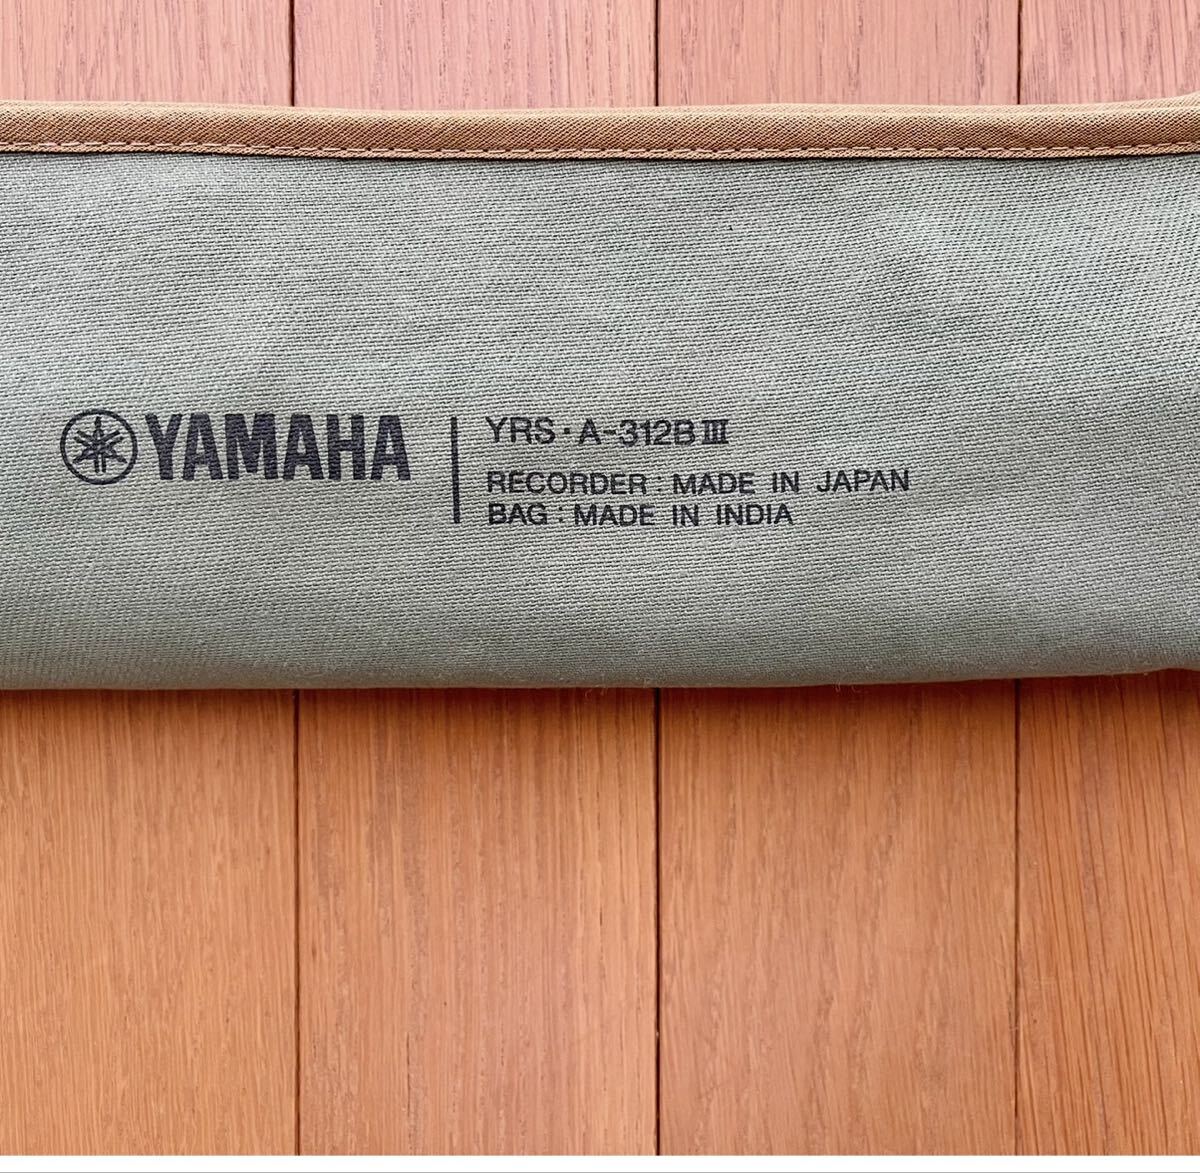 YAMAHA
YRS・A-312BⅢ
RECORDER : MADE IN JAPAN
BAG : MADE IN INDIA